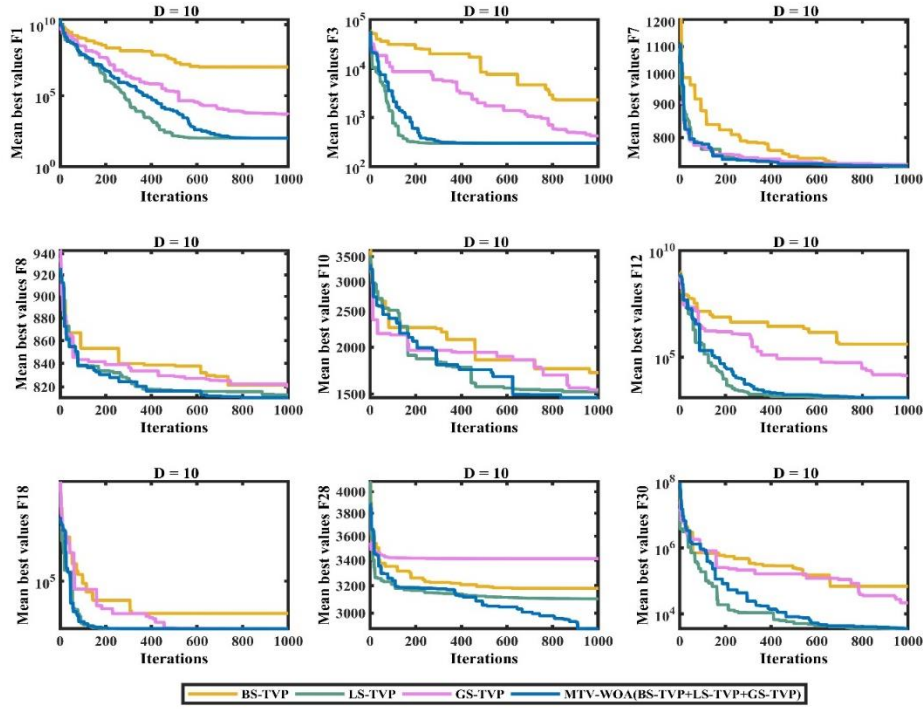 D = 10
Mean best values F1
10^10
10^5
10^0
0 200 400 600 800 1000
Iterations
D = 10
Mean best values F3
10^5
10^4
10^3
10^2
0 200 400 600 800 1000
Iterations
D = 10
Mean best values F7
1200
1100
1000
900
800
0 200 400 600 800 1000
Iterations
D = 10
Mean best values F8
940
920
900
880
860
840
820
0 200 400 600 800 1000
Iterations
D = 10
Mean best values F10
3500
3000
2500
2000
1500
0 200 400 600 800 1000
Iterations
D = 10
Mean best values F12
10^10
10^5
0 200 400 600 800 1000
Iterations
D = 10
Mean best values F18
10^5
0 200 400 600 800 1000
Iterations
D = 10
Mean best values F28
4000
3800
3600
3400
3200
3000
0 200 400 600 800 1000
Iterations
D = 10
Mean best values F30
10^8
10^6
10^4
0 200 400 600 800 1000
Iterations
BS-TVP LS-TVP GS-TVP MTV-WOA(BS-TVP+LS-TVP+GS-TVP)